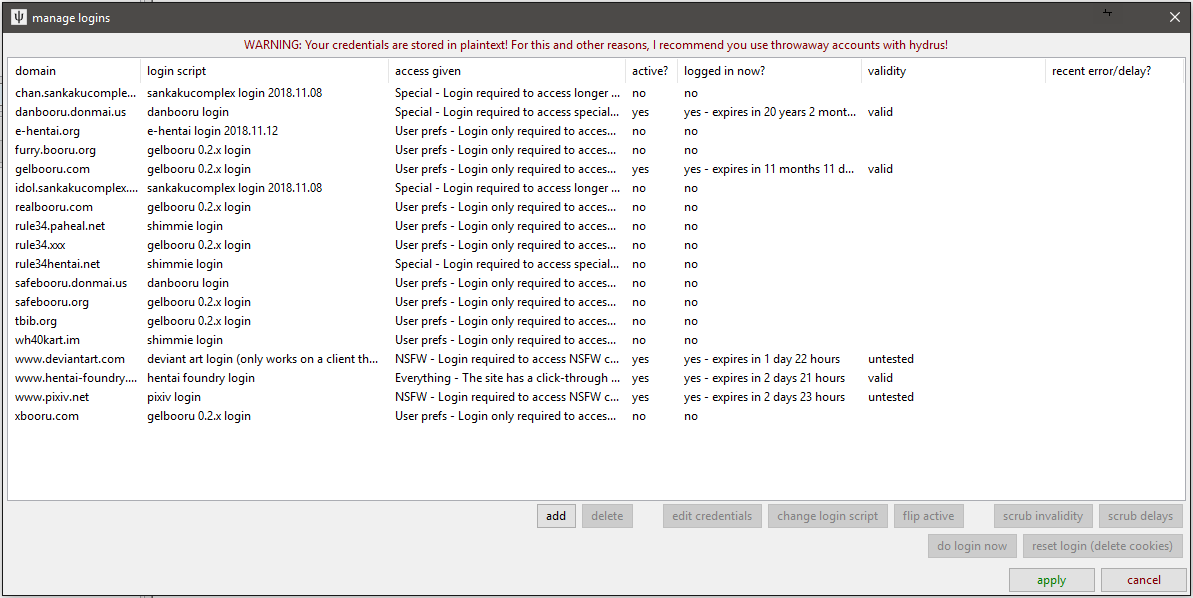 manage logins
WARNING: Your credentials are stored in plaintext! For this and other reasons, I recommend you use throwaway accounts with hydrus!
domain login script access given active? logged in now? validity recent error/delay?
chan.sankakucomple... sankakucomplex login 2018.11.08 Special - Login required to access longer ... no no
danbooru.donmai.us danbooru login Special - Login required to access special... yes yes - expires in 20 years 2 mont... valid
e-hentai.org e-hentai login 2018.11.12 User prefs - Login only required to acces... no no
furry.booru.org gelbooru 0.2.x login User prefs - Login only required to acces... no no
gelbooru.com gelbooru 0.2.x login User prefs - Login only required to acces... yes yes - expires in 11 months 11 d... valid
idol.sankakucomplex.... sankakucomplex login 2018.11.08 Special - Login required to access longer ... no no
realbooru.com gelbooru 0.2.x login User prefs - Login only required to acces... no no
rule34.paheal.net shimmie login User prefs - Login only required to acces... no no
rule34.xxx gelbooru 0.2.x login User prefs - Login only required to acces... no no
rule34hentai.net shimmie login Special - Login required to access special... no no
safebooru.donmai.us danbooru login User prefs - Login only required to acces... no no
safebooru.org gelbooru 0.2.x login User prefs - Login only required to acces... no no
tbib.org gelbooru 0.2.x login User prefs - Login only required to acces... no no
wh40kart.im shimmie login User prefs - Login only required to acces... no no
www.deviantart.com deviant art login (only works on a client th... NSFW - Login required to access NSFW c... yes yes - expires in 1 day 22 hours untested
www.hentai-foundry.... hentai foundry login Everything - The site has a click-through ... yes yes - expires in 2 days 21 hours valid
www.pixiv.net pixiv login NSFW - Login required to access NSFW c... yes yes - expires in 2 days 23 hours untested
xbooru.com gelbooru 0.2.x login User prefs - Login only required to acces... no no
add delete edit credentials change login script flip active scrub invalidity scrub delays
do login now reset login (delete cookies)
apply cancel